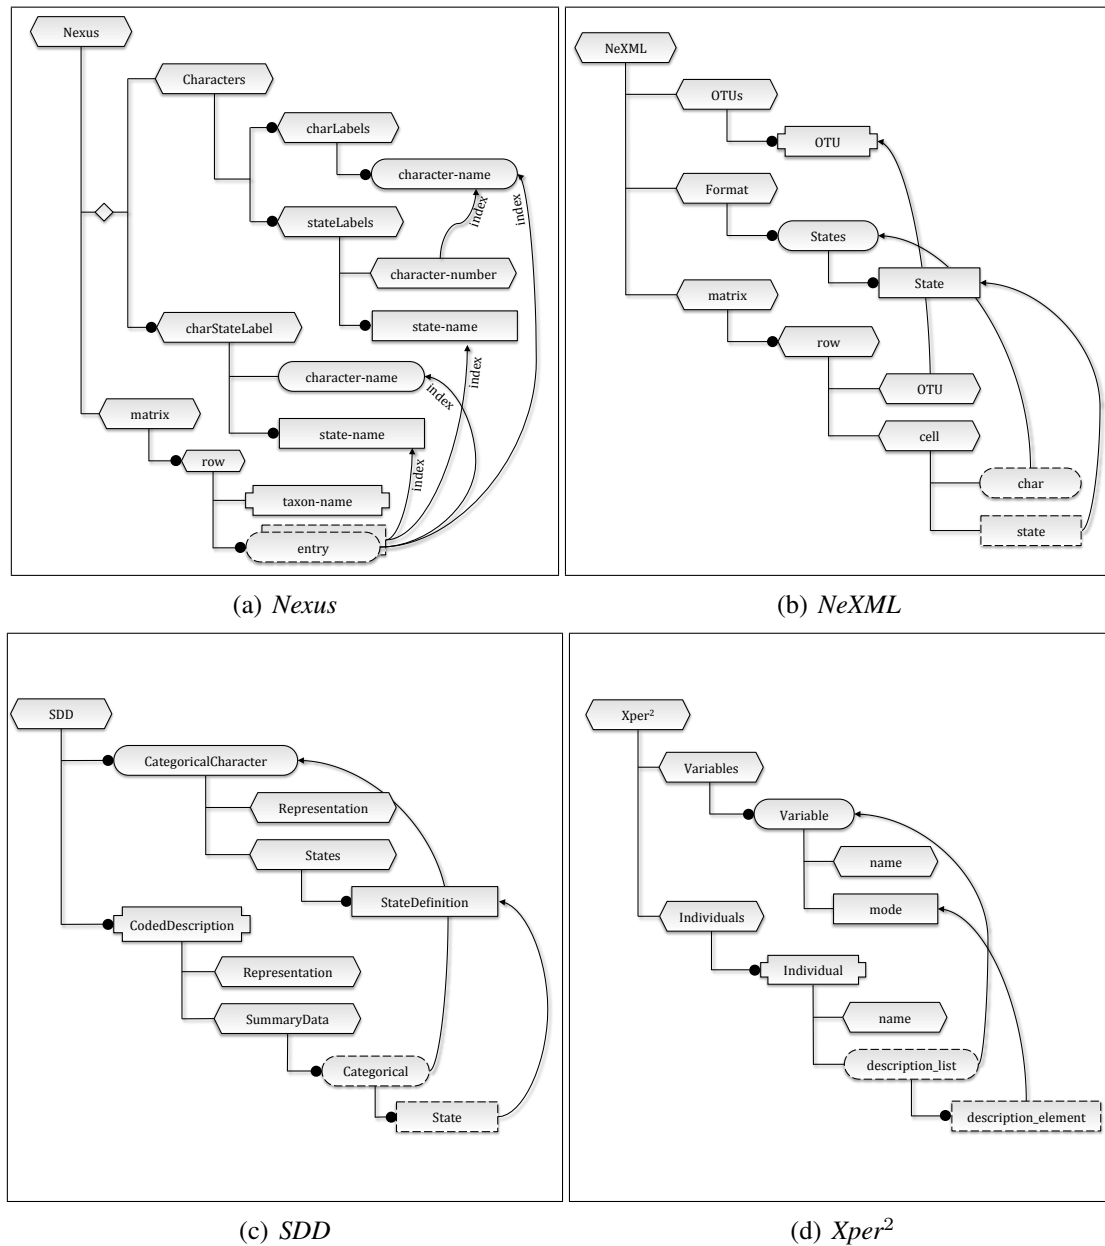 Nexus
Characters
charLabels
character-name
index
index
stateLabels
character-number
state-name
charStateLabel
index
character-name
index
matrix
state-name
row
index
taxon-name
entry
(a) Nexus
NeXML
OTUs
OTU
Format
States
State
matrix
row
OTU
cell
char
state
(b) NeXML
SDD
CategoricalCharacter
Representation
States
StateDefinition
CodedDescription
Representation
SummaryData
Categorical
State
(c) SDD
Xper²
Variables
Variable
name
mode
Individuals
Individual
name
description_list
description_element
(d) Xper²